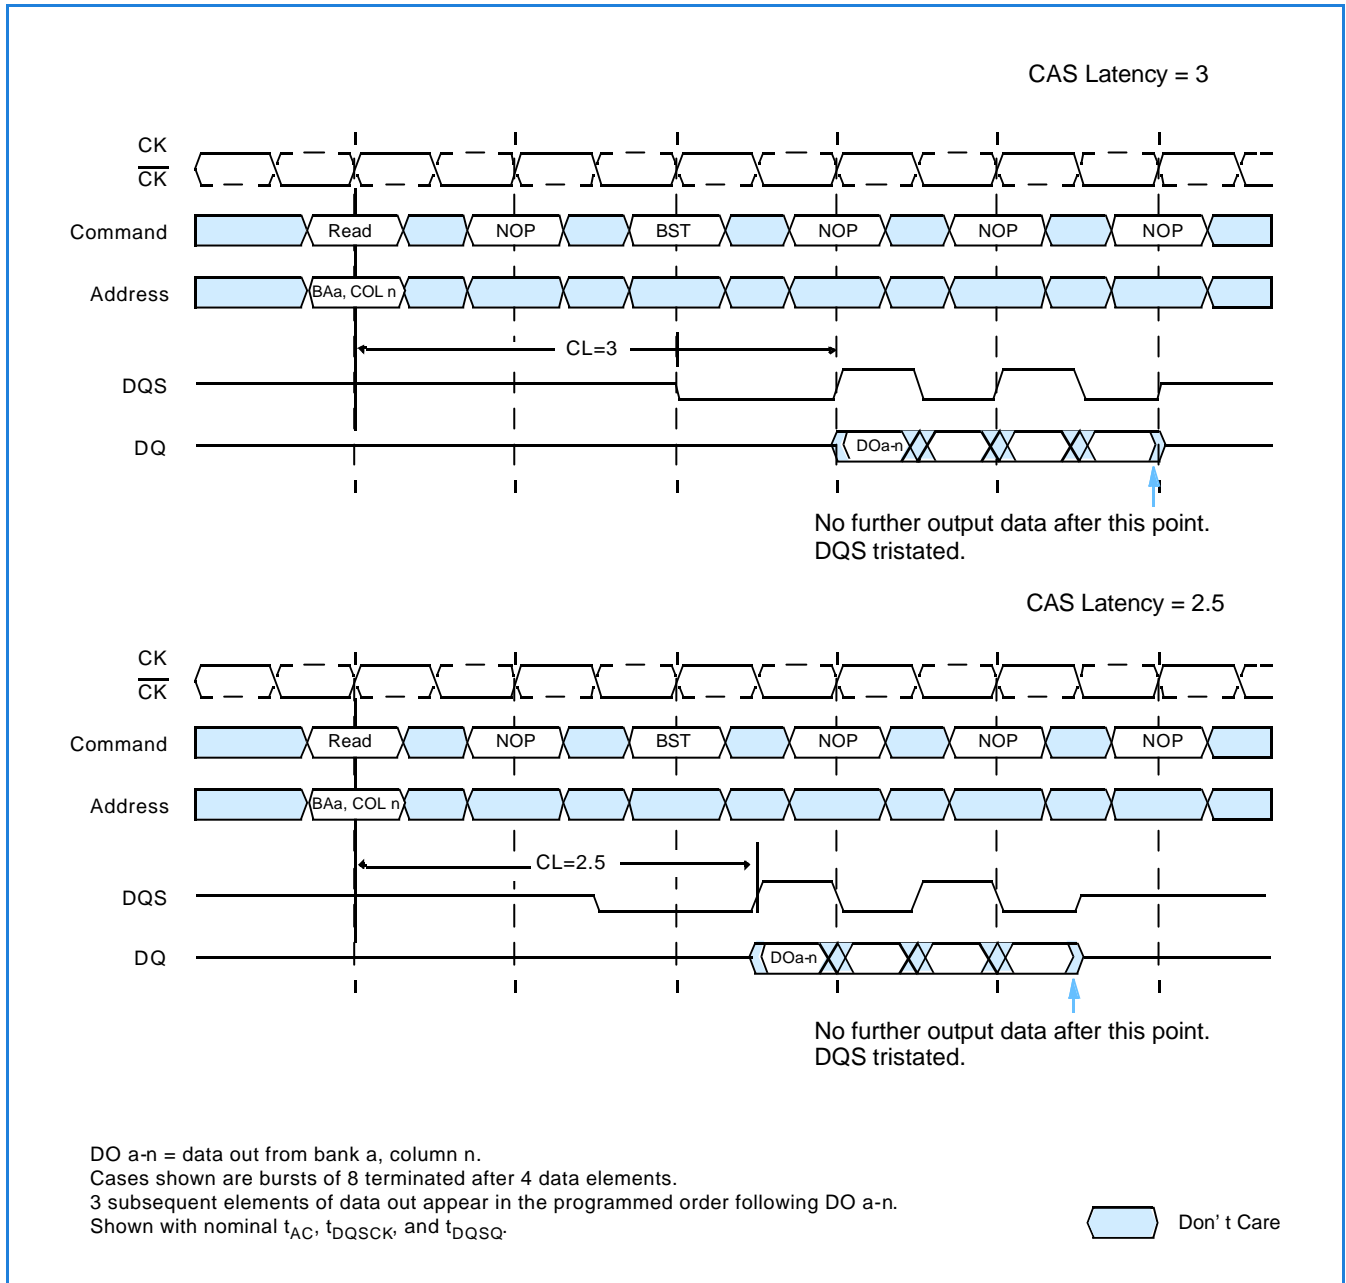 CAS Latency = 3
CK
CK
Command
Read
NOP
BST
NOP
NOP
NOP
Address
BAa, COL n
CL=3
DQS
DQ
DOa-n
No further output data after this point.
DQS tristated.
CAS Latency = 2.5
CK
CK
Command
Read
NOP
BST
NOP
NOP
NOP
Address
BAa, COL n
CL=2.5
DQS
DQ
DOa-n
No further output data after this point.
DQS tristated.
DO a-n = data out from bank a, column n.
Cases shown are bursts of 8 terminated after 4 data elements.
3 subsequent elements of data out appear in the programmed order following DO a-n.
Shown with nominal tAC, tDQSCK, and tDQSQ.
Don' t Care